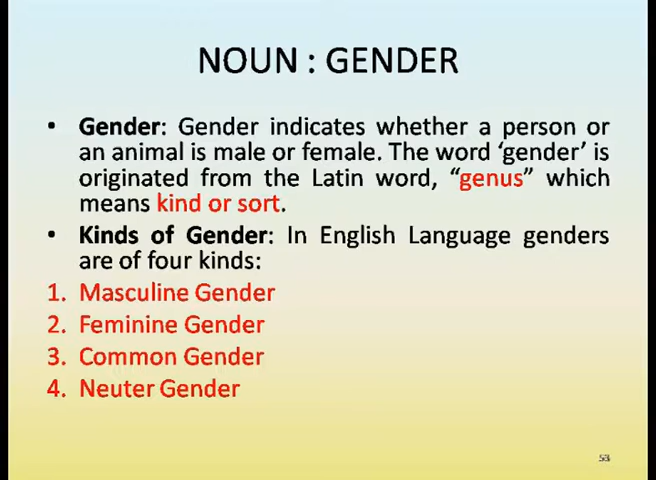 NOUN : GENDER
• Gender: Gender indicates whether a person or
an animal is male or female. The word ‘gender’ is
originated from the Latin word, “genus” which
means kind or sort.
• Kinds of Gender: In English Language genders
are of four kinds:
1. Masculine Gender
2. Feminine Gender
3. Common Gender
4. Neuter Gender